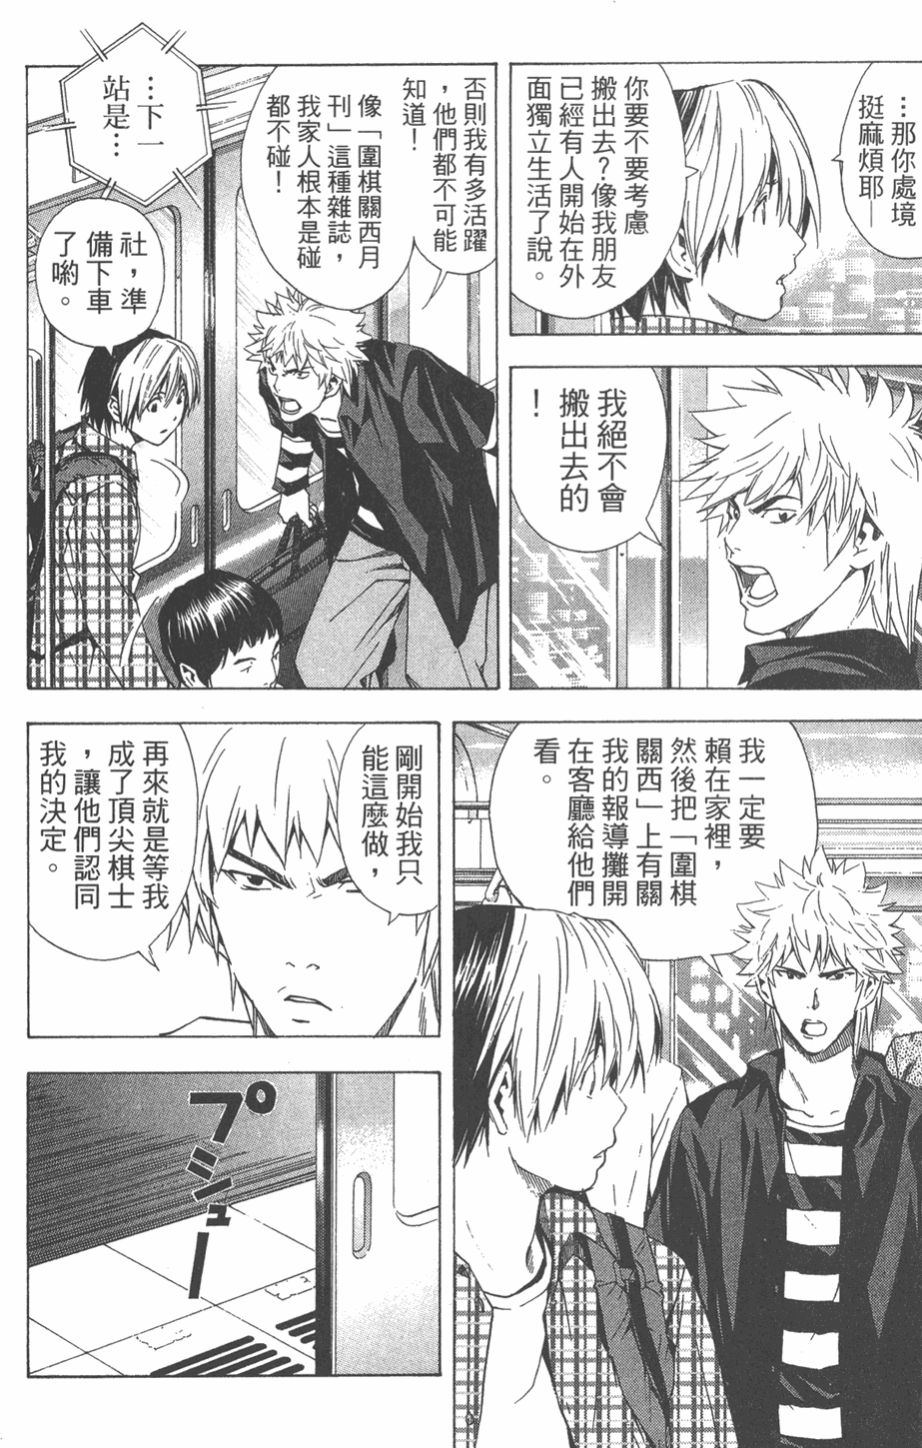 …那你處境
挺麻煩耶—
你要不要考慮
搬出去？像我朋友
已經有人開始在外
面獨立生活了說。
我絕不會
搬出去的
！
否則我有多活躍
，他們都不可能
知道！
像「圍棋關西月
刊」這種雜誌，
我家人根本是碰
都不碰！
…下一
站是…
社，準
備下車
了喲。
我一定要
賴在家裡，
然後把「圍棋
關西」上有關
我的報導攤開
在客廳給他們
看。
剛開始我只
能這麼做，
再來就是等我
成了頂尖棋士
，讓他們認同
我的決定。
プシュー